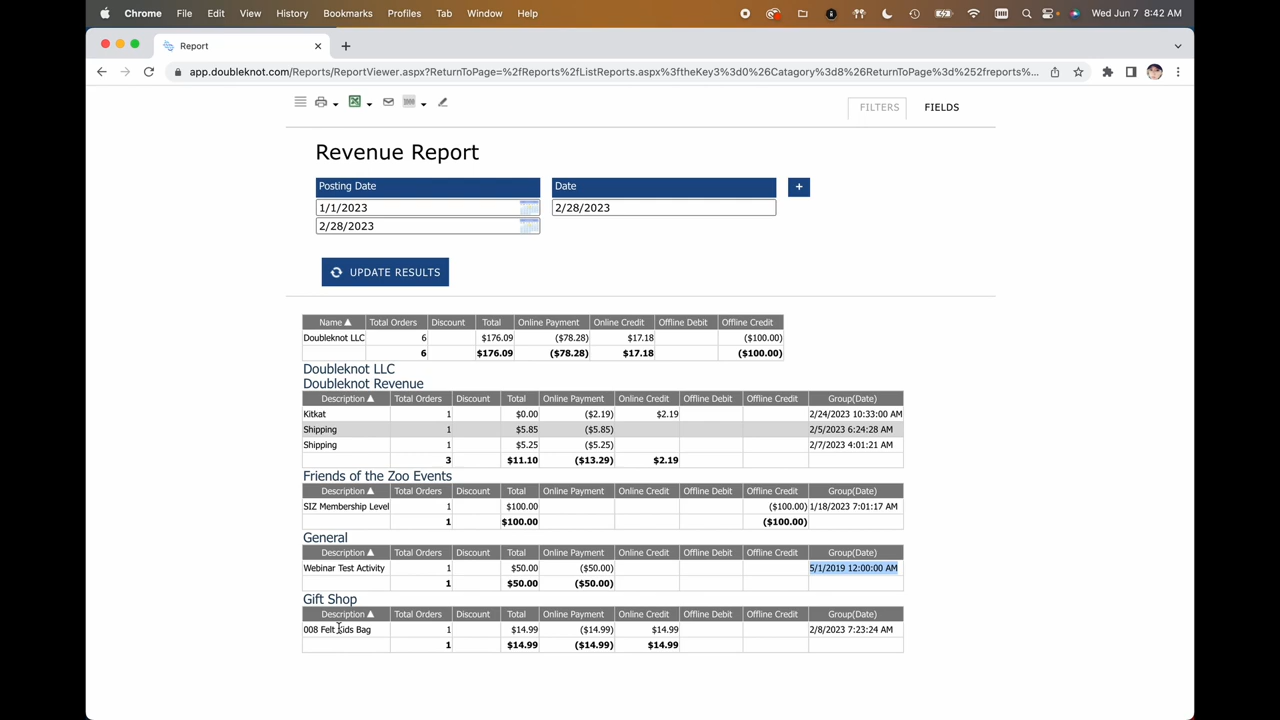 Chrome File Edit View History Bookmarks Profiles Tab Window Help Wed Jun 7 8:42 AM
Report
app.doubleknot.com/Reports/ReportViewer.aspx?ReturnToPage=%2fReports%2fListReports.aspx%3ftheKey3%3d0%26Catagory%3d8%26ReturnToPage%3d%252freports%...
FILTERS FIELDS
Revenue Report
Posting Date Date +
1/1/2023 2/28/2023
2/28/2023
UPDATE RESULTS
Name ▲ Total Orders Discount Total Online Payment Online Credit Offline Debit Offline Credit
Doubleknot LLC 6 $176.09 ($78.28) $17.18 ($100.00)
6 $176.09 ($78.28) $17.18 ($100.00)
Doubleknot LLC
Doubleknot Revenue
Description ▲ Total Orders Discount Total Online Payment Online Credit Offline Debit Offline Credit Group(Date)
Kitkat 1 $0.00 ($2.19) $2.19 2/24/2023 10:33:00 AM
Shipping 1 $5.85 ($5.85) 2/5/2023 6:24:28 AM
Shipping 1 $5.25 ($5.25) 2/7/2023 4:01:21 AM
3 $11.10 ($13.29) $2.19
Friends of the Zoo Events
Description ▲ Total Orders Discount Total Online Payment Online Credit Offline Debit Offline Credit Group(Date)
SIZ Membership Level 1 $100.00 ($100.00) 1/18/2023 7:01:17 AM
1 $100.00 ($100.00)
General
Description ▲ Total Orders Discount Total Online Payment Online Credit Offline Debit Offline Credit Group(Date)
Webinar Test Activity 1 $50.00 ($50.00) 5/1/2019 12:00:00 AM
1 $50.00 ($50.00)
Gift Shop
Description ▲ Total Orders Discount Total Online Payment Online Credit Offline Debit Offline Credit Group(Date)
008 Felt Kids Bag 1 $14.99 ($14.99) $14.99 2/8/2023 7:23:24 AM
1 $14.99 ($14.99) $14.99